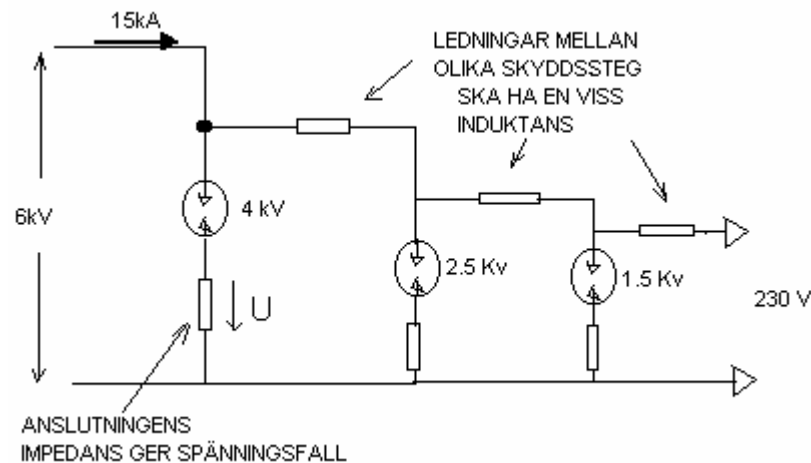 15kA
LEDNINGAR MELLAN
OLIKA SKYDDSSTEG
SKA HA EN VISS
INDUKTANS
6kV
4 kV
U
2.5 Kv
1.5 Kv
230 V
ANSLUTNINGENS
IMPEDANS GER SPÄNNINGSFALL